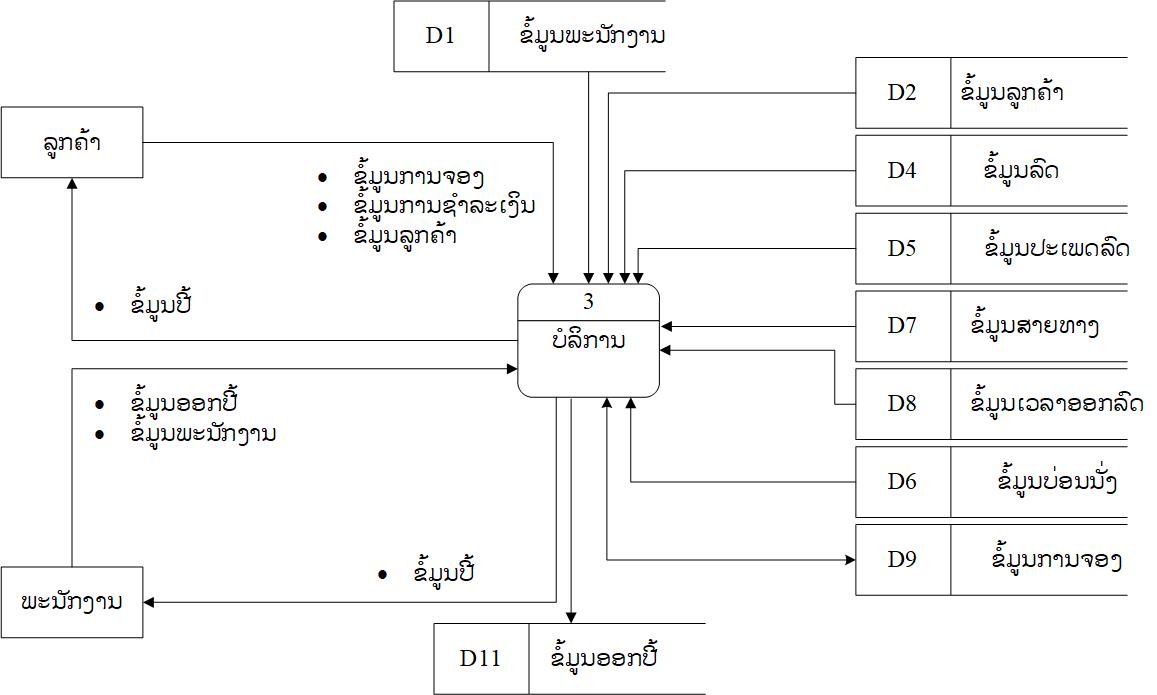 D1 ຂໍ້ມູນພະນັກງານ
D2 ຂໍ້ມູນລູກຄ້າ
ລູກຄ້າ
D4 ຂໍ້ມູນລົດ
• ຂໍ້ມູນການຈອງ
• ຂໍ້ມູນການຊຳລະເງິນ
• ຂໍ້ມູນລູກຄ້າ
D5 ຂໍ້ມູນປະເພດລົດ
• ຂໍ້ມູນປີ້
3
ບໍລິການ
D7 ຂໍ້ມູນສາຍທາງ
D8 ຂໍ້ມູນເວລາອອກລົດ
• ຂໍ້ມູນອອກປີ້
• ຂໍ້ມູນພະນັກງານ
D6 ຂໍ້ມູນບ່ອນນັ່ງ
D9 ຂໍ້ມູນການຈອງ
• ຂໍ້ມູນປີ້
ພະນັກງານ
D11 ຂໍ້ມູນອອກປີ້